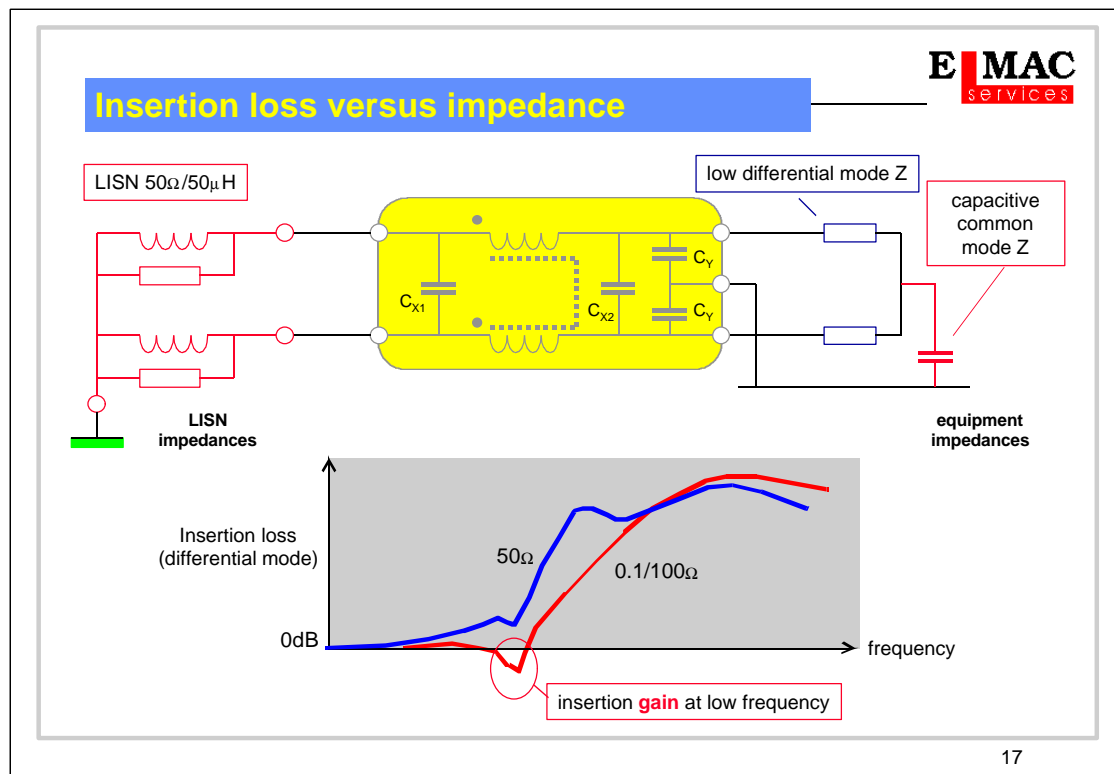 ELMAC
services
Insertion loss versus impedance
LISN 50Ω/50μH
low differential mode Z
capacitive
common
mode Z
CX1
CX2
CY
CY
LISN
impedances
equipment
impedances
Insertion loss
(differential mode)
50Ω
0.1/100Ω
0dB
frequency
insertion gain at low frequency
17